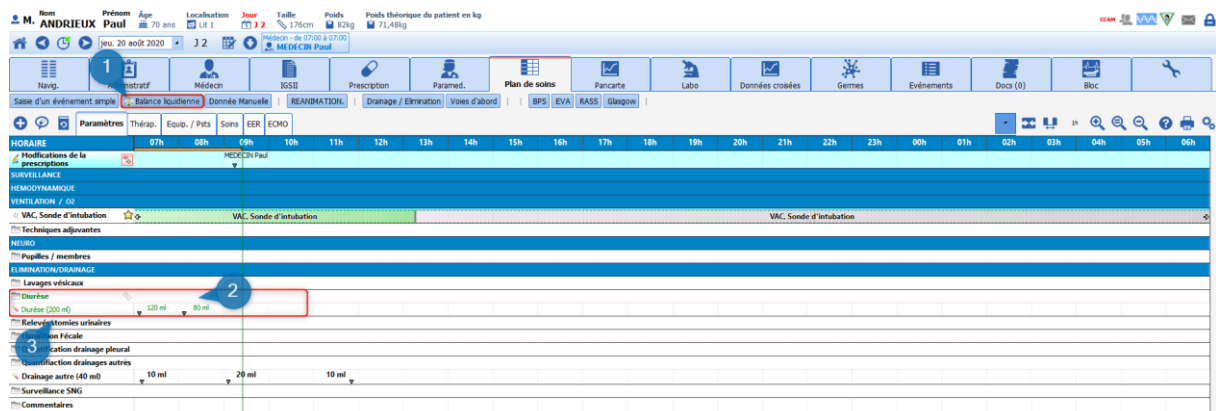 Nom Prénom Âge Localisation Jour Taille Poids Poids théorique du patient en kg
M. ANDRIEUX Paul 70 ans Lit 1 J 2 176cm 82kg 71,48kg
CCAM
jeu. 20 août 2020 J 2 Médecin - de 07:00 à 07:00
MEDECIN Paul
1
Navig. Administratif Médecin IGSII Prescription Paramed. Plan de soins Pancarte Labo Données croisées Germes Evénements Docs (0) Bloc
Saisie d'un événement simple Balance liquidienne Donnée Manuelle REANIMATION. Drainage / Elimination Voies d'abord BPS EVA RASS Glasgow
Paramètres Thérap. Equip. / Psts Soins EER ECMO 1h
HORAIRE 07h 08h 09h 10h 11h 12h 13h 14h 15h 16h 17h 18h 19h 20h 21h 22h 23h 00h 01h 02h 03h 04h 05h 06h
Modfications de la
prescriptions
MEDECIN Paul
SURVEILLANCE
HEMODYNAMIQUE
VENTILATION / O2
VAC, Sonde d'intubation VAC, Sonde d'intubation VAC, Sonde d'intubation
Techniques adjuvantes
NEURO
Pupilles / membres
ELIMINATION/DRAINAGE
Lavages vésicaux
Diurèse 2
Diurèse (200 ml) 120 ml 80 ml
Relevés stomies urinaires
3
Fécale
drainage pleural
drainages autres
Drainage autre (40 ml) 10 ml 20 ml 10 ml
Surveillance SNG
Commentaires